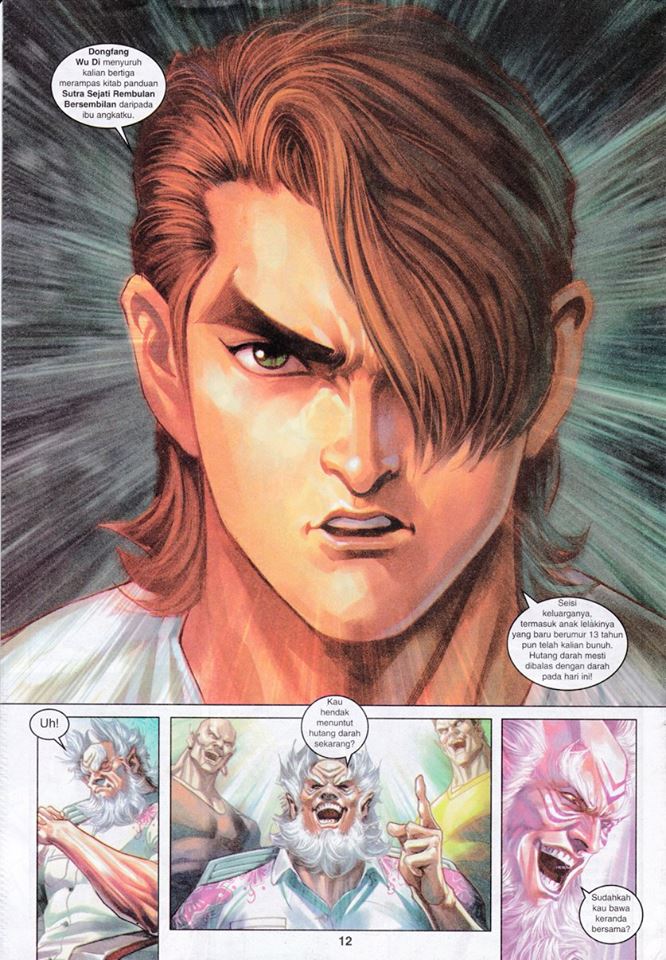 Dongfang
Wu Di menyuruh
kalian bertiga
merampas kitab panduan
Sutra Sejati Rembulan
Bersembilan daripada
ibu angkatku.
Seisi
keluarganya,
termasuk anak lelakinya
yang baru berumur 13 tahun
pun telah kalian bunuh.
Hutang darah mesti
dibalas dengan darah
pada hari ini!
Uh!
Kau
hendak
menuntut
hutang darah
sekarang?
Sudahkah
kau bawa
keranda
bersama?
12